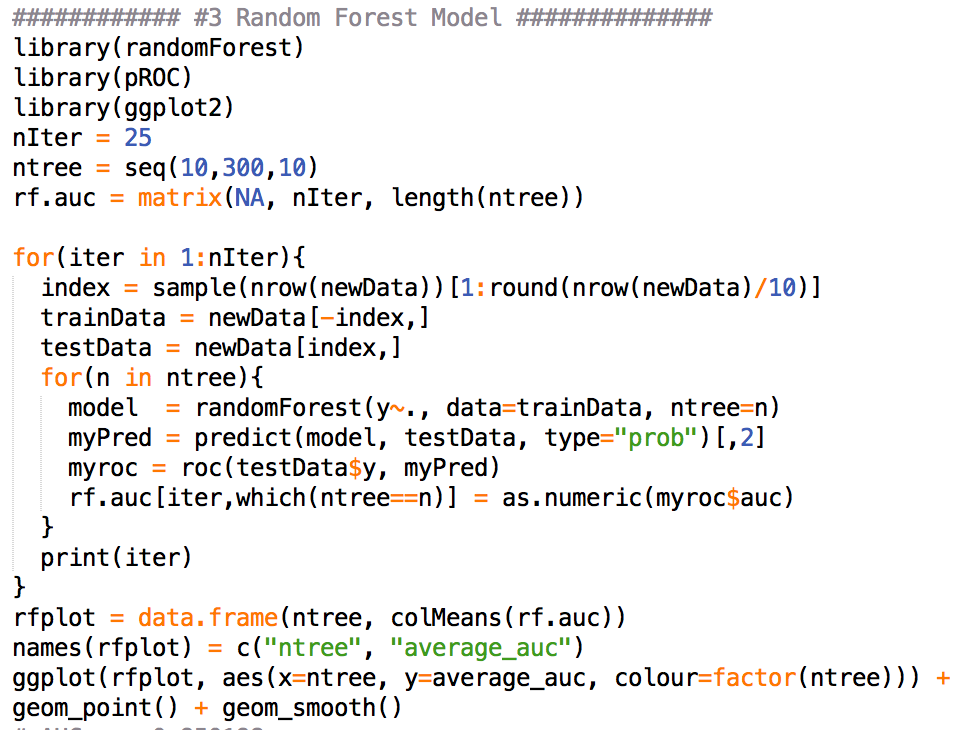 ############ #3 Random Forest Model ##############
library(randomForest)
library(pROC)
library(ggplot2)
nIter = 25
ntree = seq(10,300,10)
rf.auc = matrix(NA, nIter, length(ntree))
for(iter in 1:nIter){
index = sample(nrow(newData))[1:round(nrow(newData)/10)]
trainData = newData[-index,]
testData = newData[index,]
for(n in ntree){
model  = randomForest(y~., data=trainData, ntree=n)
myPred = predict(model, testData, type="prob")[,2]
myroc = roc(testData$y, myPred)
rf.auc[iter,which(ntree==n)] = as.numeric(myroc$auc)
}
print(iter)
}
rfplot = data.frame(ntree, colMeans(rf.auc))
names(rfplot) = c("ntree", "average_auc")
ggplot(rfplot, aes(x=ntree, y=average_auc, colour=factor(ntree))) +
geom_point() + geom_smooth()